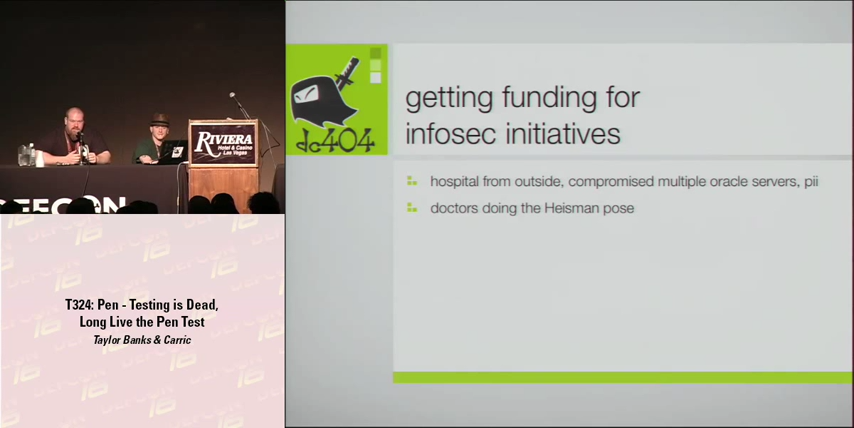 RIVIERA
Hotel & Casino
Las Vegas
DEFCON
T324: Pen - Testing is Dead,
Long Live the Pen Test
Taylor Banks & Carric
dc404
getting funding for
infosec initiatives
hospital from outside, compromised multiple oracle servers, pii
doctors doing the Heisman pose